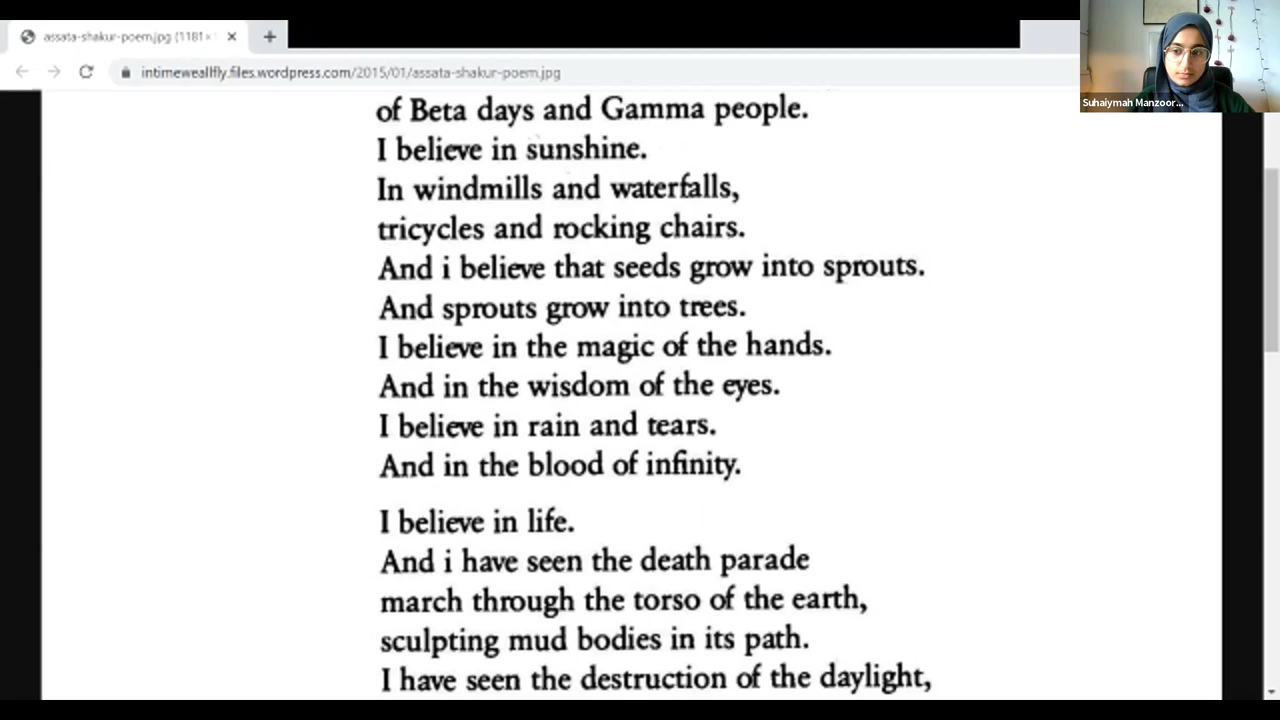 assata-shakur-poem.jpg (1181×
intimeweallfly.files.wordpress.com/2015/01/assata-shakur-poem.jpg
Suhaiymah Manzoor...
of Beta days and Gamma people.
I believe in sunshine.
In windmills and waterfalls,
tricycles and rocking chairs.
And i believe that seeds grow into sprouts.
And sprouts grow into trees.
I believe in the magic of the hands.
And in the wisdom of the eyes.
I believe in rain and tears.
And in the blood of infinity.
I believe in life.
And i have seen the death parade
march through the torso of the earth,
sculpting mud bodies in its path.
I have seen the destruction of the daylight,